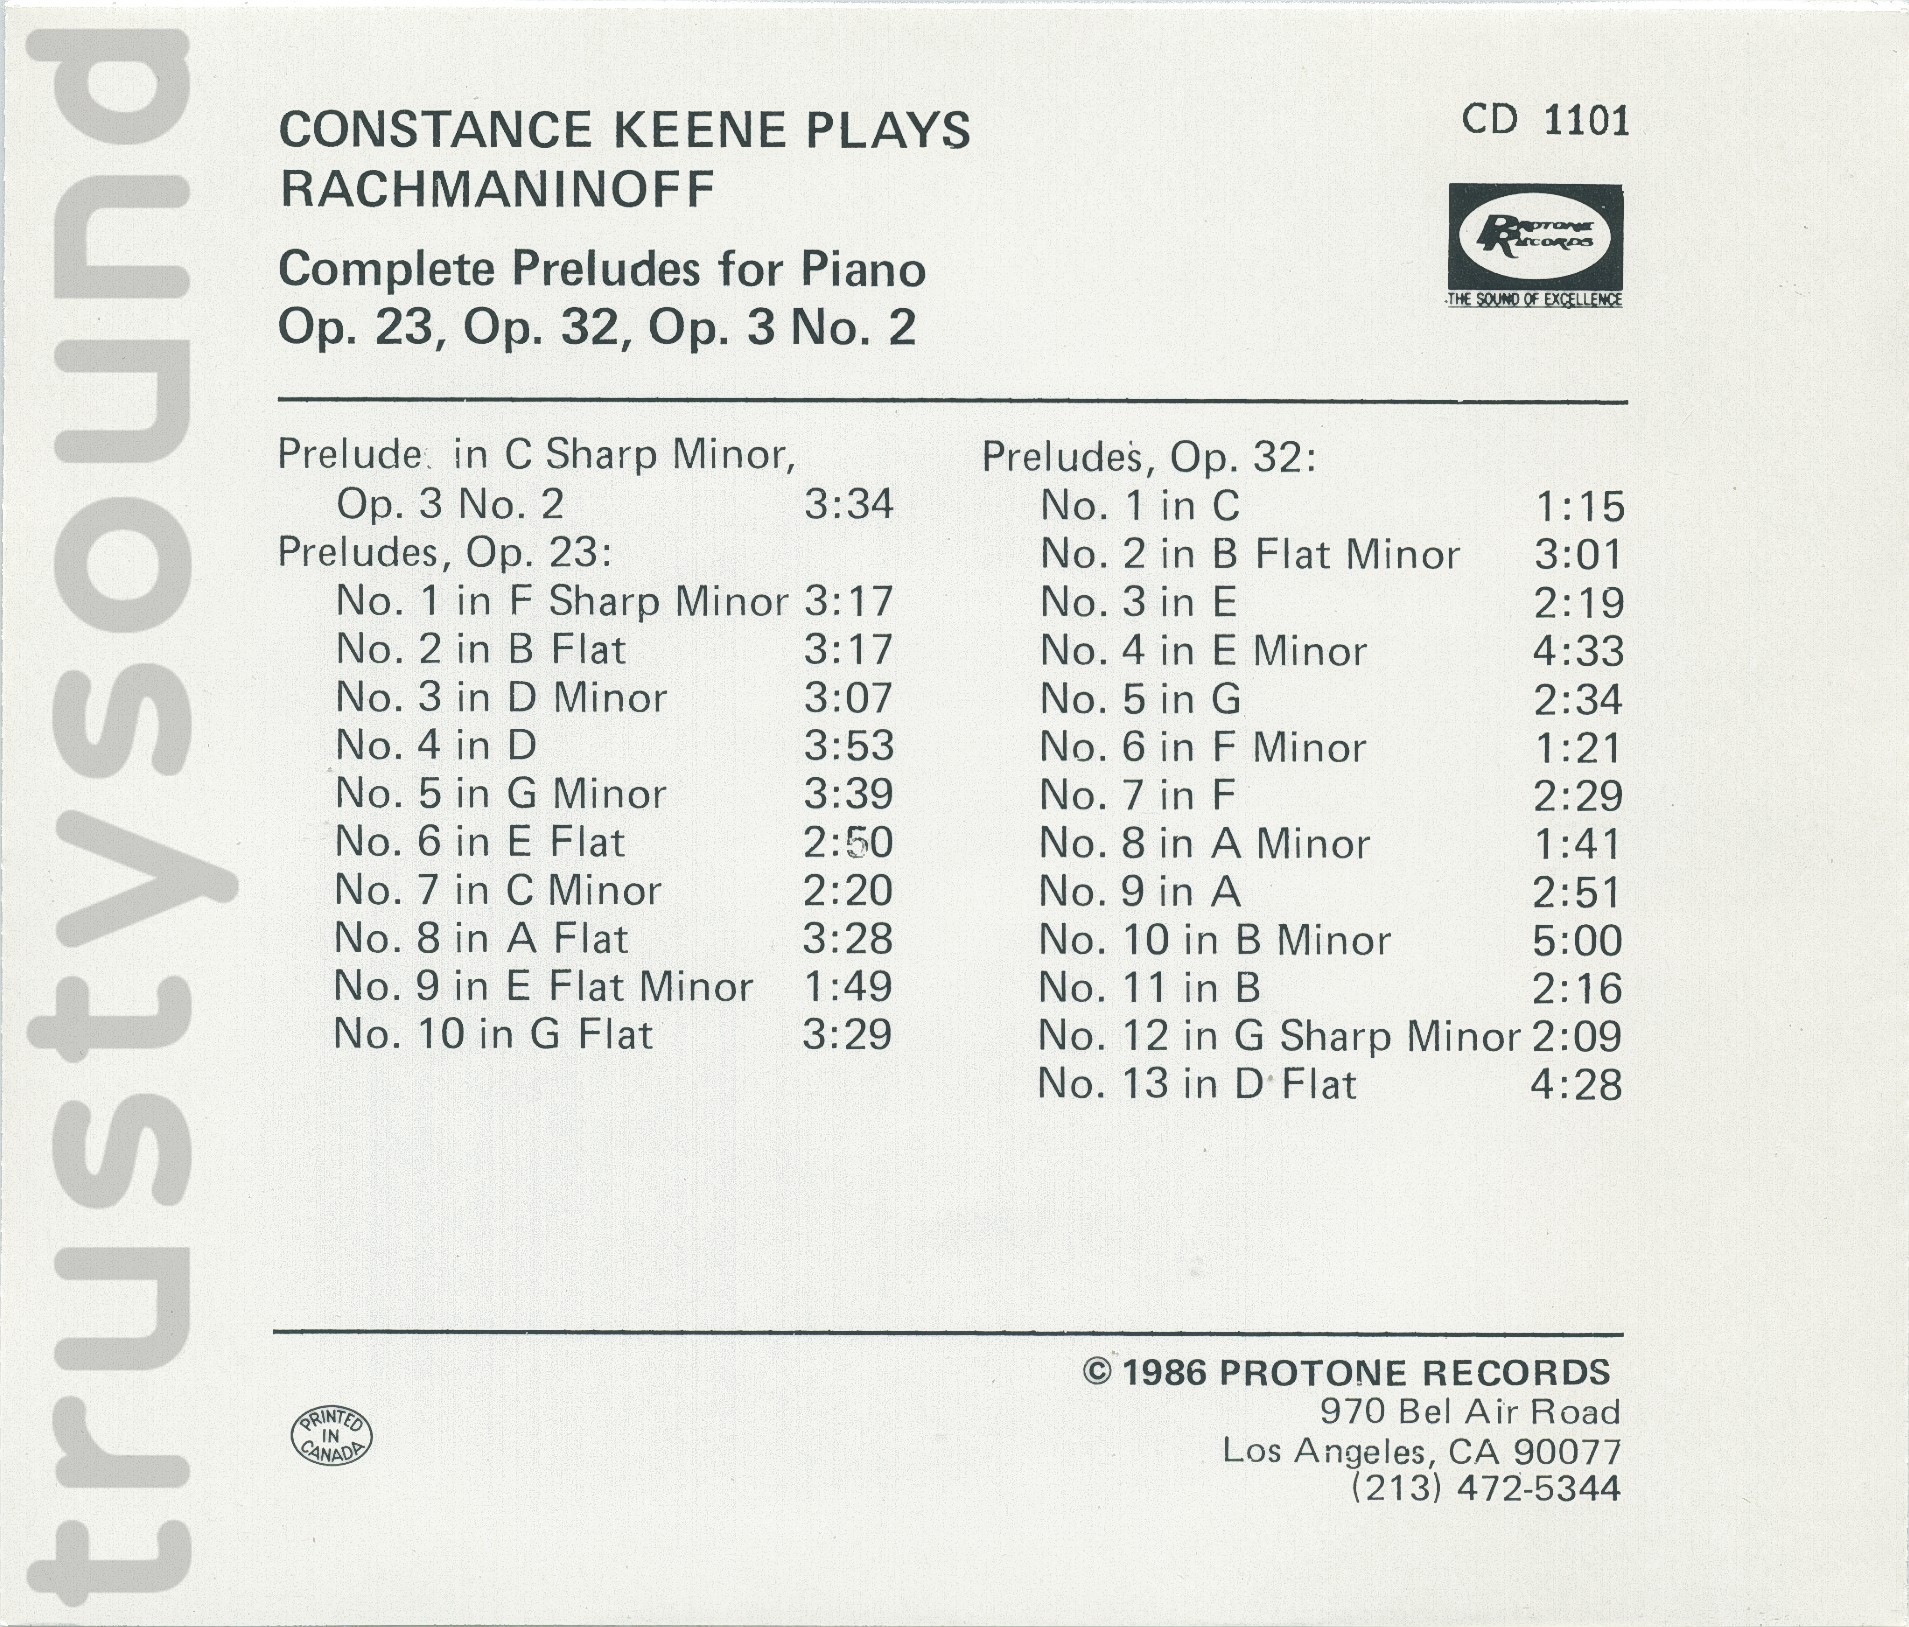 trustysound
CONSTANCE KEENE PLAYS
RACHMANINOFF
Complete Preludes for Piano
Op. 23, Op. 32, Op. 3 No. 2
CD 1101
PROTONE
RECORDS
THE SOUND OF EXCELLENCE
Prelude in C Sharp Minor,
Op. 3 No. 2 3:34
Preludes, Op. 23:
No. 1 in F Sharp Minor 3:17
No. 2 in B Flat 3:17
No. 3 in D Minor 3:07
No. 4 in D 3:53
No. 5 in G Minor 3:39
No. 6 in E Flat 2:50
No. 7 in C Minor 2:20
No. 8 in A Flat 3:28
No. 9 in E Flat Minor 1:49
No. 10 in G Flat 3:29
Preludes, Op. 32:
No. 1 in C 1:15
No. 2 in B Flat Minor 3:01
No. 3 in E 2:19
No. 4 in E Minor 4:33
No. 5 in G 2:34
No. 6 in F Minor 1:21
No. 7 in F 2:29
No. 8 in A Minor 1:41
No. 9 in A 2:51
No. 10 in B Minor 5:00
No. 11 in B 2:16
No. 12 in G Sharp Minor 2:09
No. 13 in D Flat 4:28
© 1986 PROTONE RECORDS
970 Bel Air Road
Los Angeles, CA 90077
(213) 472-5344
PRINTED
IN
CANADA